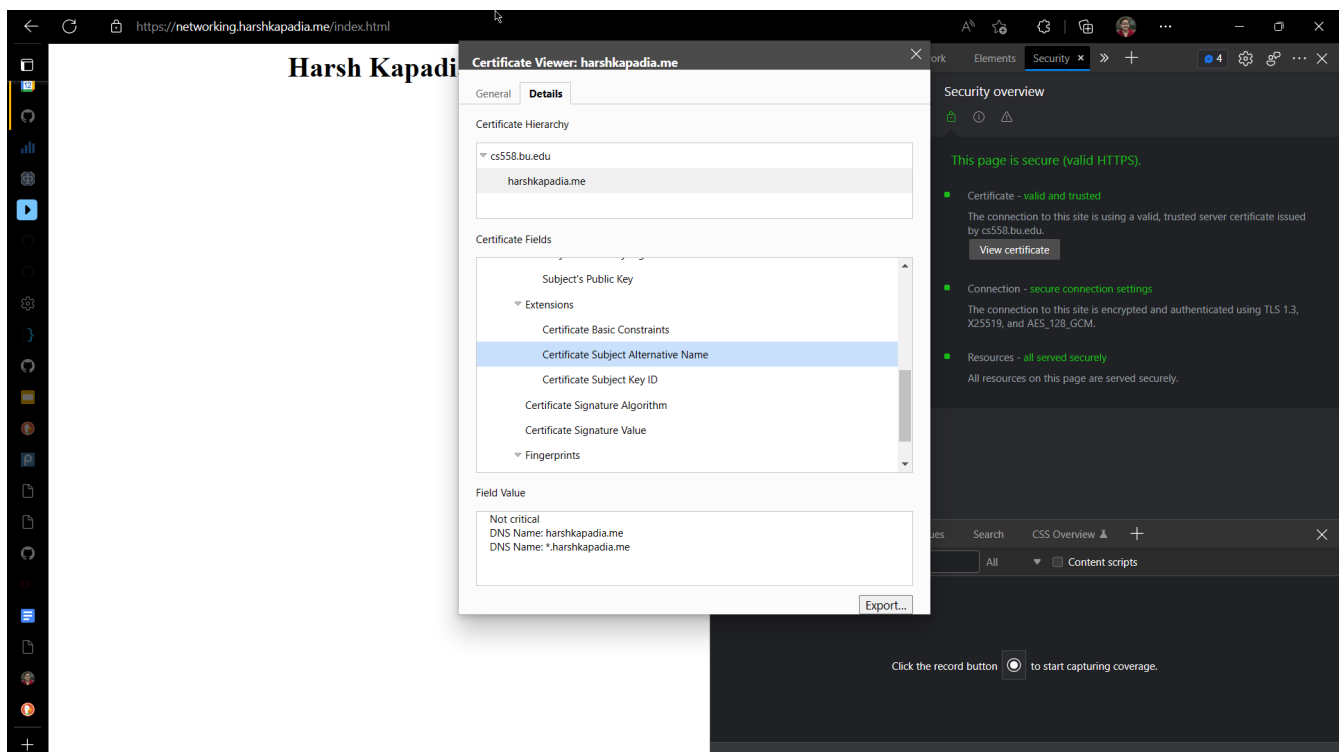 https://networking.harshkapadia.me/index.html
Harsh Kapadi
Certificate Viewer: harshkapadia.me
General Details
Certificate Hierarchy
cs558.bu.edu
harshkapadia.me
Certificate Fields
Subject's Public Key
Extensions
Certificate Basic Constraints
Certificate Subject Alternative Name
Certificate Subject Key ID
Certificate Signature Algorithm
Certificate Signature Value
Fingerprints
Field Value
Not critical
DNS Name: harshkapadia.me
DNS Name: *.harshkapadia.me
Export...
ork Elements Security 4
Security overview
This page is secure (valid HTTPS).
Certificate - valid and trusted
The connection to this site is using a valid, trusted server certificate issued
by cs558.bu.edu.
View certificate
Connection - secure connection settings
The connection to this site is encrypted and authenticated using TLS 1.3,
X25519, and AES_128_GCM.
Resources - all served securely
All resources on this page are served securely.
ues Search CSS Overview
All Content scripts
Click the record button to start capturing coverage.
12